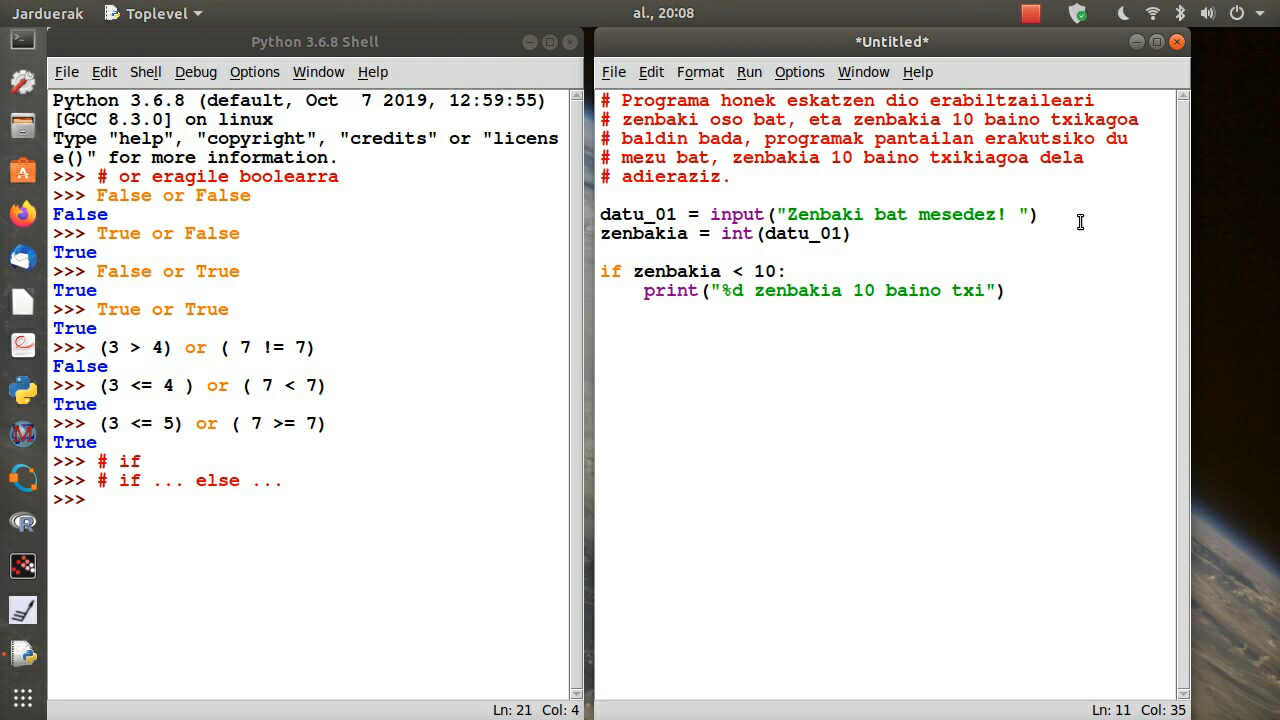 Jarduerak
Toplevel
al., 20:08
Python 3.6.8 Shell
File Edit Shell Debug Options Window Help
Python 3.6.8 (default, Oct  7 2019, 12:59:55)
[GCC 8.3.0] on linux
Type "help", "copyright", "credits" or "licens
e()" for more information.
>>> # or eragile boolearra
>>> False or False
False
>>> True or False
True
>>> False or True
True
>>> True or True
True
>>> (3 > 4) or ( 7 != 7)
False
>>> (3 <= 4 ) or ( 7 < 7)
True
>>> (3 <= 5) or ( 7 >= 7)
True
>>> # if
>>> # if ... else ...
>>>
Ln: 21 Col: 4
*Untitled*
File Edit Format Run Options Window Help
# Programa honek eskatzen dio erabiltzaileari
# zenbaki oso bat, eta zenbakia 10 baino txikagoa
# baldin bada, programak pantailan erakutsiko du
# mezu bat, zenbakia 10 baino txikiagoa dela
# adieraziz.
datu_01 = input("Zenbaki bat mesedez! ")
zenbakia = int(datu_01)
if zenbakia < 10:
    print("%d zenbakia 10 baino txi")
Ln: 11 Col: 35